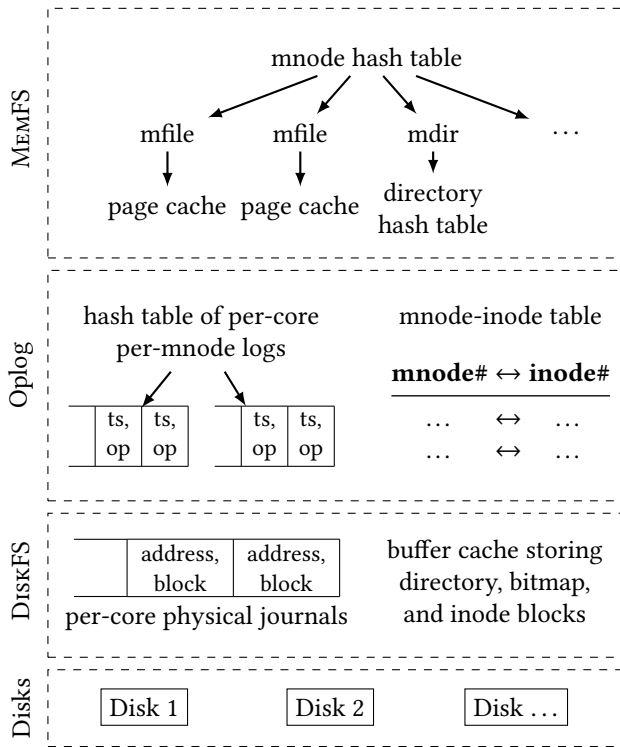 MEMFS
mnode hash table
mfile mfile mdir ...
page cache page cache directory
hash table
Oplog
hash table of per-core
per-mnode logs
ts, ts, ts, ts,
op op op op
mnode-inode table
mnode# ↔ inode#
... ↔ ...
... ↔ ...
DISKFS
address, address,
block block
per-core physical journals
buffer cache storing
directory, bitmap,
and inode blocks
Disks
Disk 1 Disk 2 Disk ...